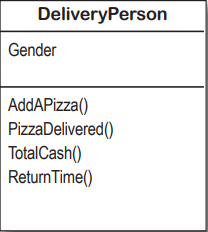 DeliveryPerson
Gender
AddAPizza()
PizzaDelivered()
TotalCash()
ReturnTime()